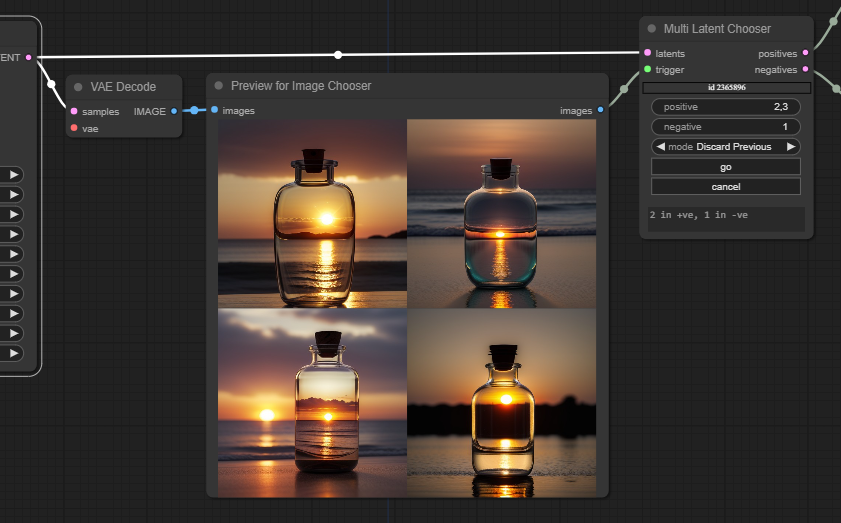 ENT
VAE Decode
samples IMAGE
vae
Preview for Image Chooser
images images
Multi Latent Chooser
latents positives
trigger negatives
id 2365896
positive 2,3
negative 1
mode Discard Previous
go
cancel
2 in +ve, 1 in -ve